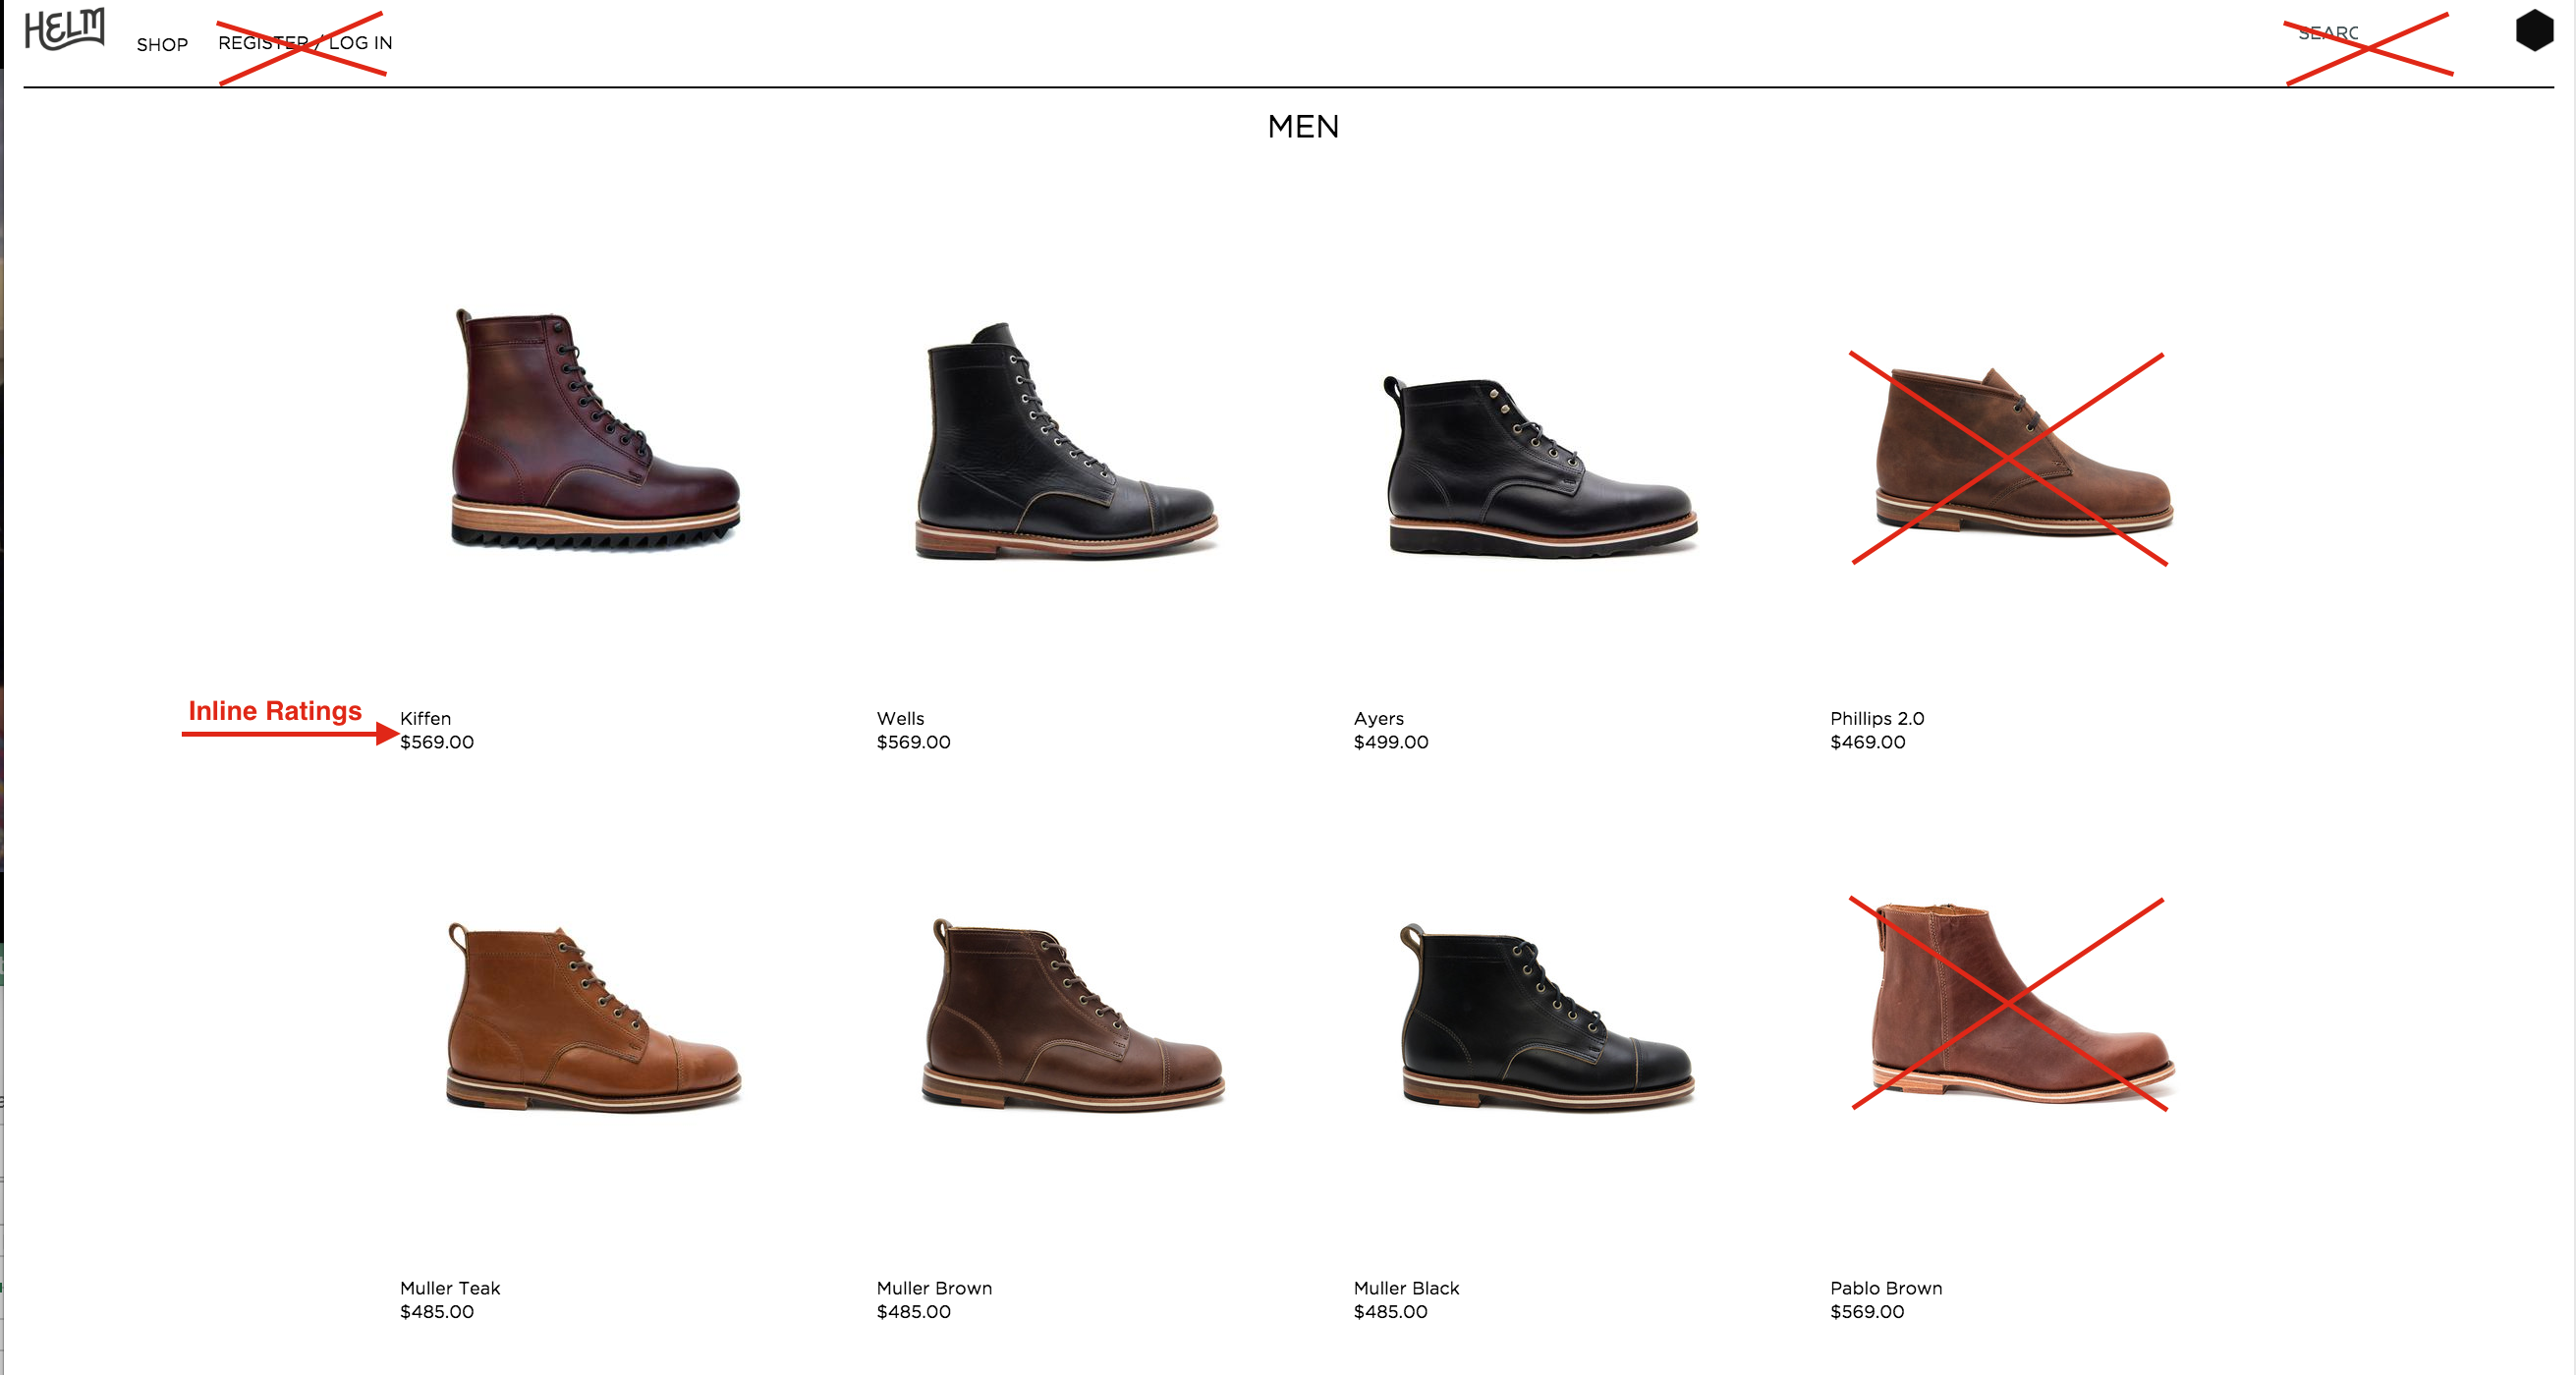 HELM
SHOP
REGISTER / LOG IN
SEARC
MEN
Inline Ratings
Kiffen
$569.00
Wells
$569.00
Ayers
$499.00
Phillips 2.0
$469.00
Muller Teak
$485.00
Muller Brown
$485.00
Muller Black
$485.00
Pablo Brown
$569.00